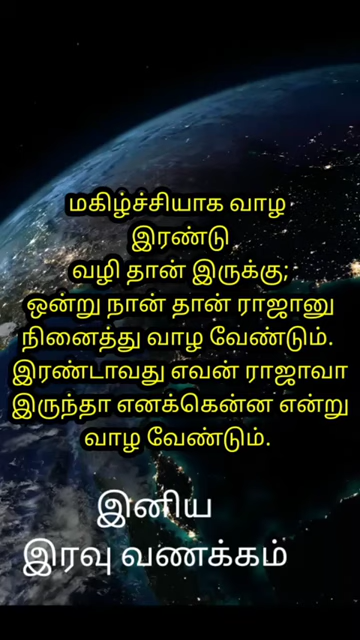 மகிழ்ச்சியாக வாழ
இரண்டு
வழி தான் இருக்கு;
ஒன்று நான் தான் ராஜானு
நினைத்து வாழ வேண்டும்.
இரண்டாவது எவன் ராஜாவா
இருந்தா எனக்கென்ன என்று
வாழ வேண்டும்.
இனிய
இரவு வணக்கம்